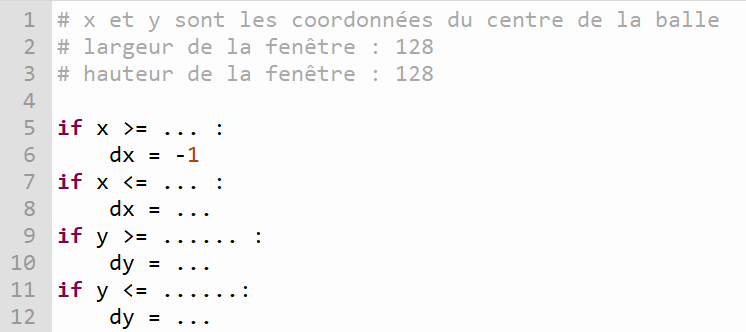 1 # x et y sont les coordonnées du centre de la balle
2 # largeur de la fenêtre : 128
3 # hauteur de la fenêtre : 128
4
5 if x >= ... :
6     dx = -1
7 if x <= ... :
8     dx = ...
9 if y >= ...... :
10     dy = ...
11 if y <= ......:
12     dy = ...